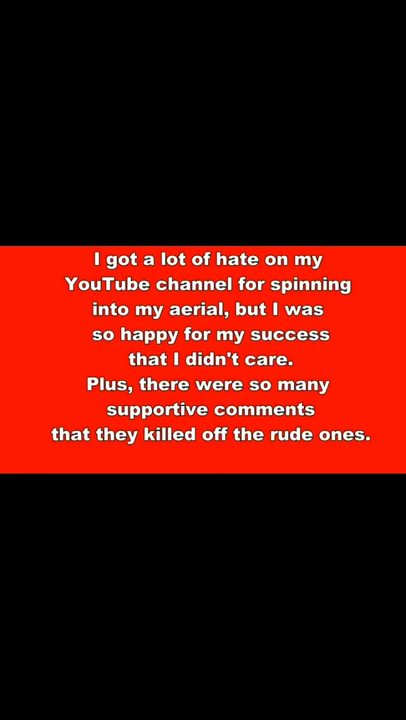 I got a lot of hate on my
YouTube channel for spinning
into my aerial, but I was
so happy for my success
that I didn't care.
Plus, there were so many
supportive comments
that they killed off the rude ones.